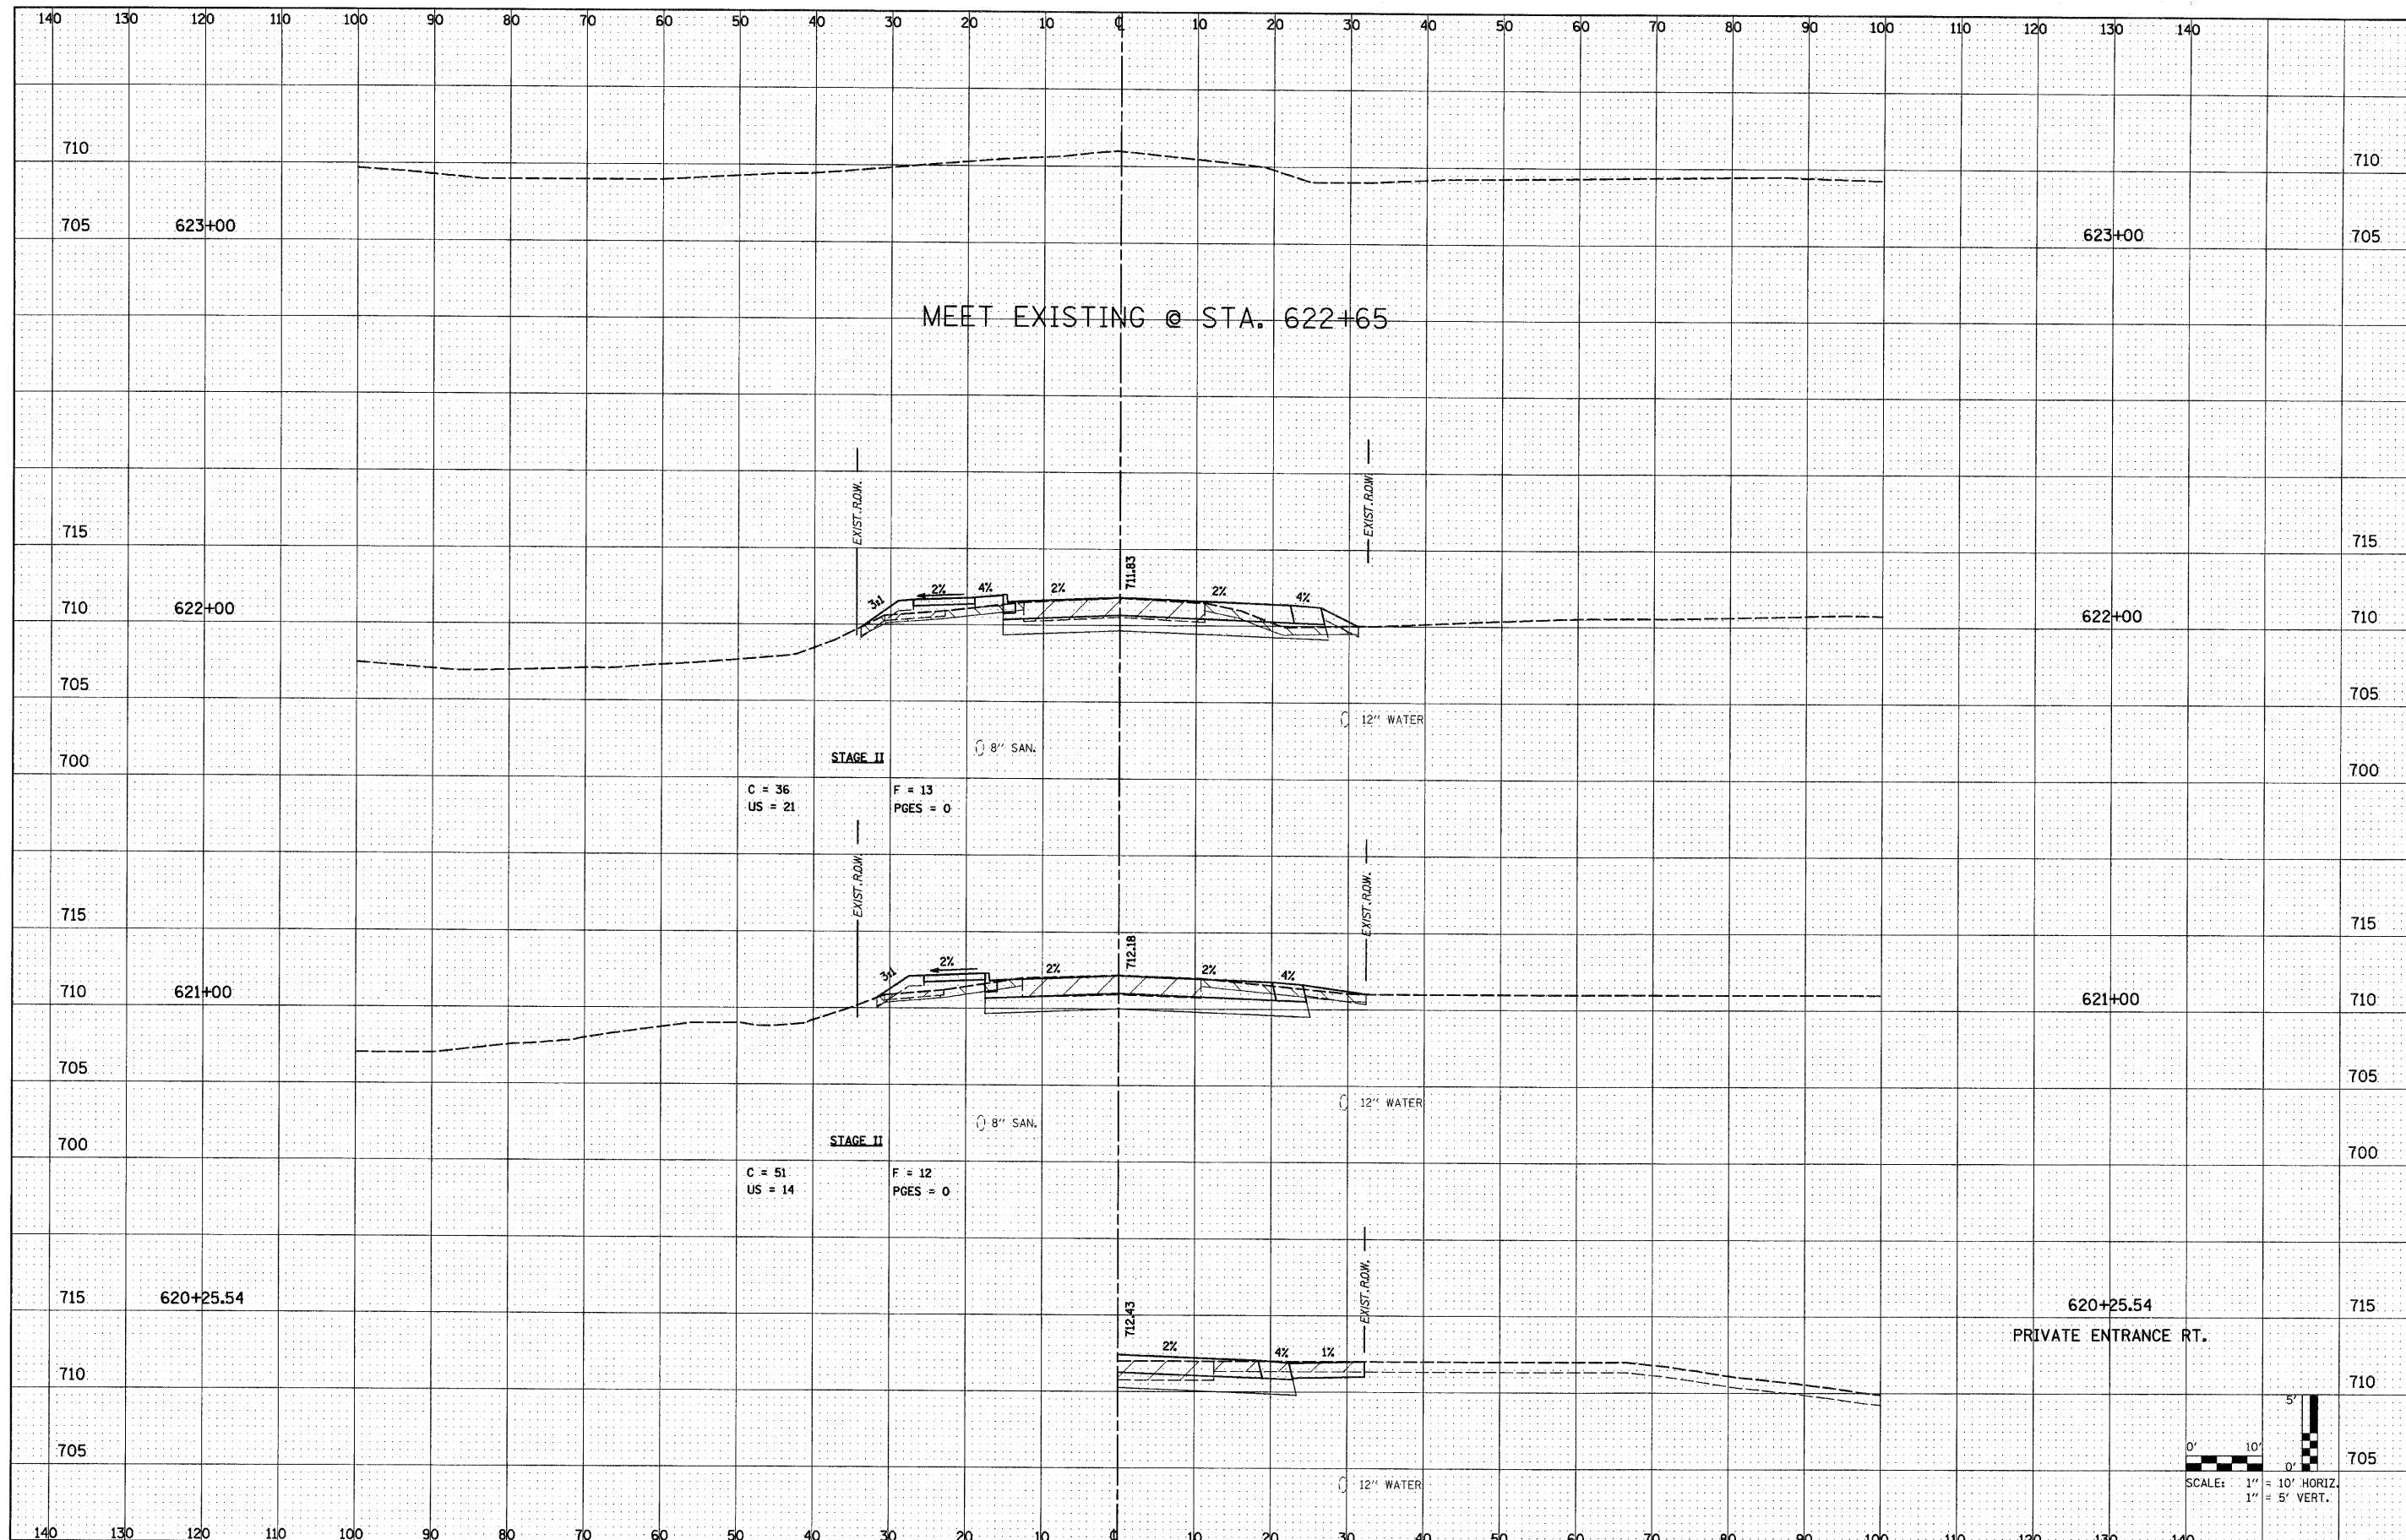 140 130 120 110 100 90 80 70 60 50 40 30 20 10 ℄ 10 20 30 40 50 60 70 80 90 100 110 120 130 140
710 710
705 623+00 623+00 705
MEET EXISTING @ STA. 622+65
EXIST. R.O.W. EXIST. R.O.W.
715 715
711.83
3:1 2% 4% 2% 2% 4%
710 622+00 622+00 710
705 705
12" WATER
8" SAN.
STAGE II
700 700
C = 36 F = 13
US = 21 PGES = 0
EXIST. R.O.W. EXIST. R.O.W.
715 715
712.18
3:1 2% 2% 2% 4%
710 621+00 621+00 710
705 705
12" WATER
8" SAN.
STAGE II
700 700
C = 51 F = 12
US = 14 PGES = 0
EXIST. R.O.W.
715 620+25.54 620+25.54 715
712.43
PRIVATE ENTRANCE RT.
2% 4% 1%
710 710
5'
0' 10'
0'
705 705
12" WATER
SCALE: 1" = 10' HORIZ.
1" = 5' VERT.
140 130 120 110 100 90 80 70 60 50 40 30 20 10 ℄ 10 20 30 40 50 60 70 80 90 100 110 120 130 140